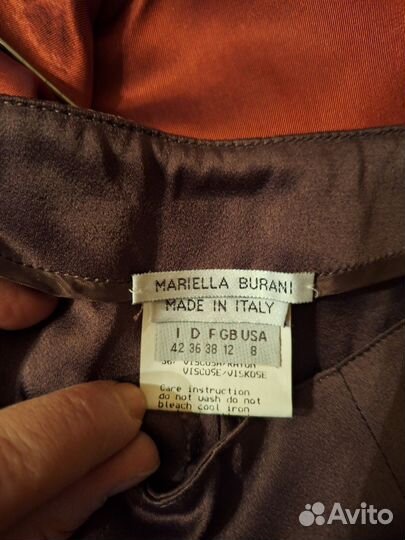 MARIELLA BURANI
MADE IN ITALY
I D F GB USA
42 36 38 12 8
VISCOSE/VISKOSE
Care instruction
do not wash do not
bleach cool iron
Avito